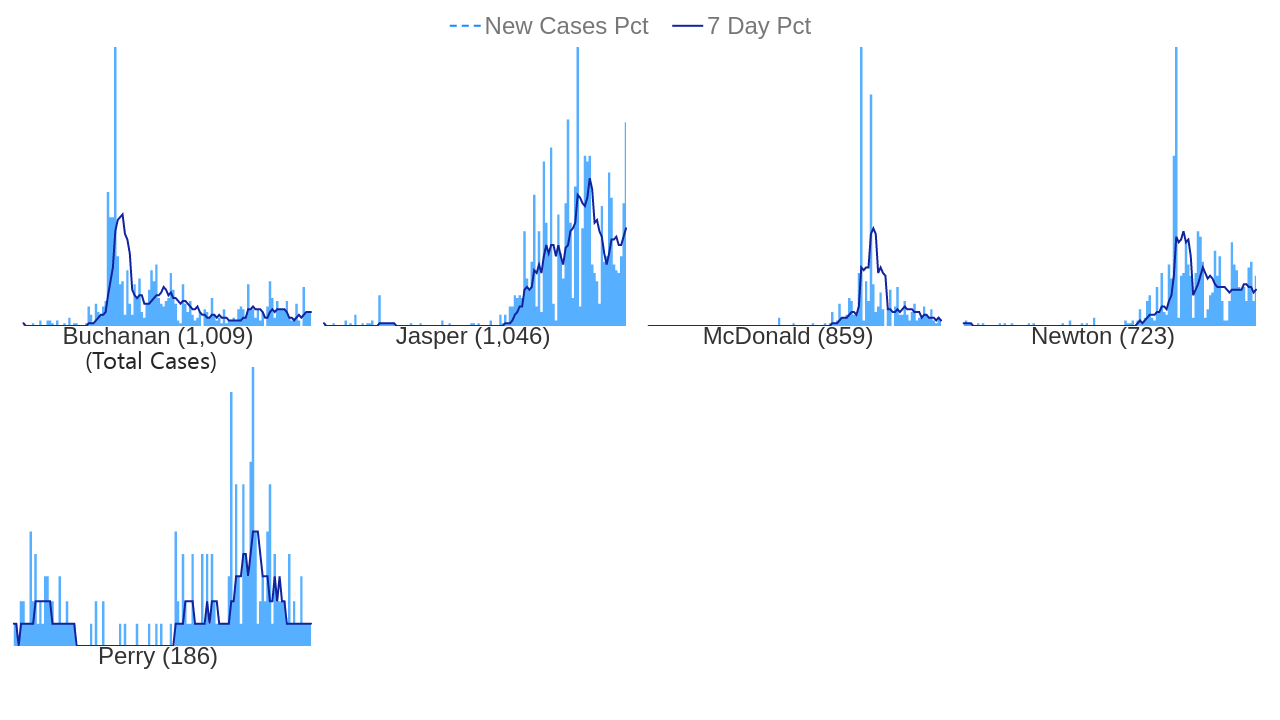 New Cases Pct 7 Day Pct
Buchanan (1,009) Jasper (1,046) McDonald (859) Newton (723)
(Total Cases)
Perry (186)